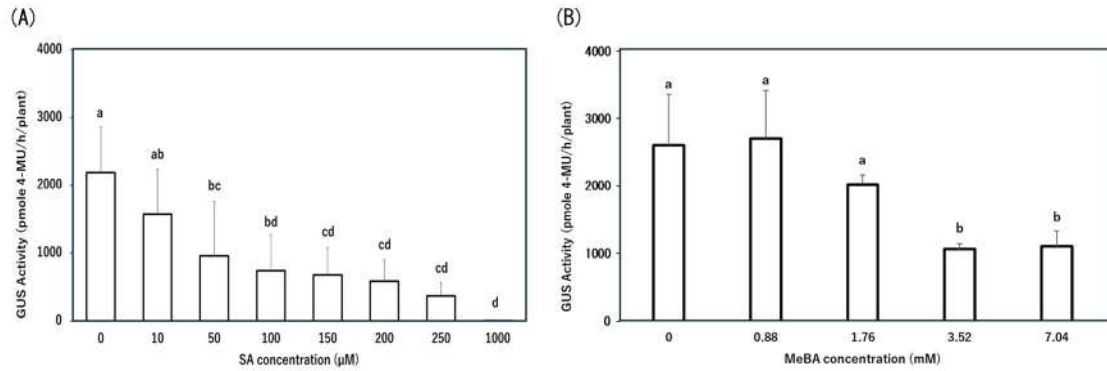 (A)
4000
3000
2000
1000
0
GUS Activity (pmole 4-MU/h/plant)
a
ab
bc
bd
cd
cd
cd
d
0 10 50 100 150 200 250 1000
SA concentration (μM)
(B)
4000
3000
2000
1000
0
GUS Activity (pmole 4-MU/h/plant)
a
a
a
b
b
0 0.88 1.76 3.52 7.04
MeBA concentration (mM)